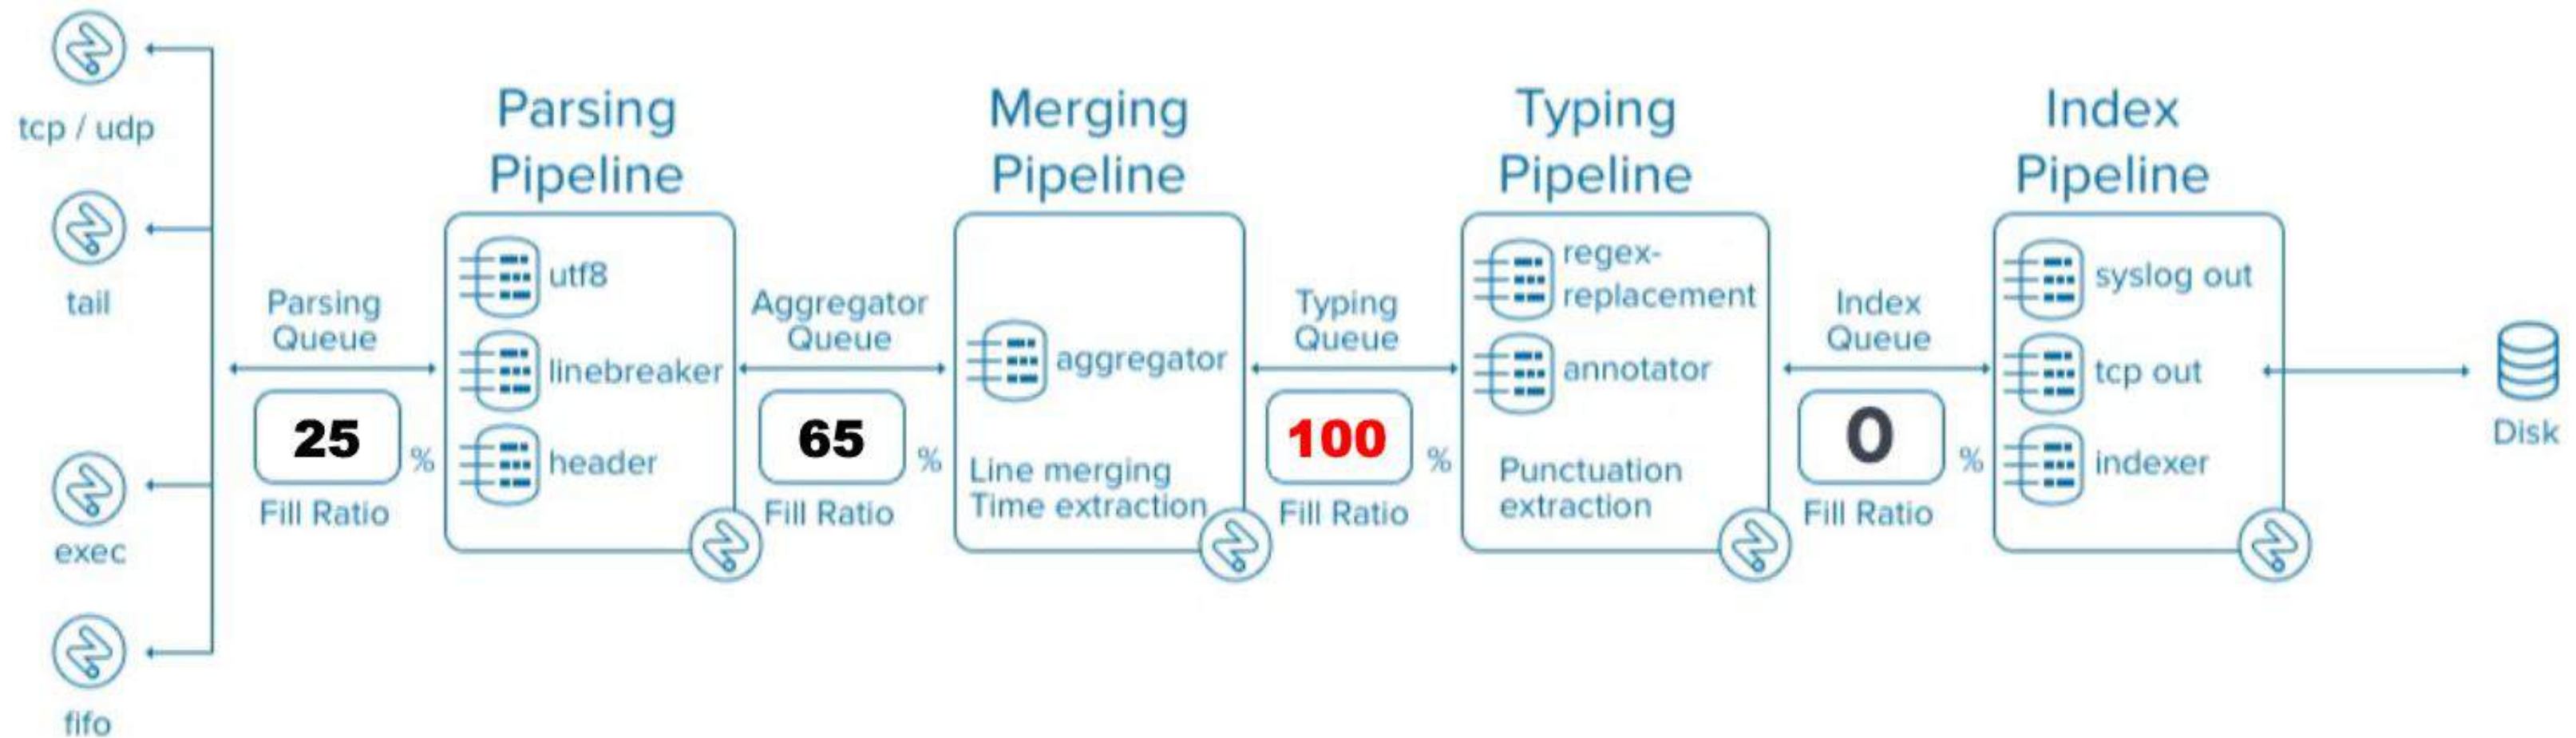 tcp / udp
tail
exec
fifo
Parsing
Queue
25 %
Fill Ratio
Parsing
Pipeline
utf8
linebreaker
header
Aggregator
Queue
65 %
Fill Ratio
Merging
Pipeline
aggregator
Line merging
Time extraction
Typing
Queue
100 %
Fill Ratio
Typing
Pipeline
regex-
replacement
annotator
Punctuation
extraction
Index
Queue
0 %
Fill Ratio
Index
Pipeline
syslog out
tcp out
indexer
Disk